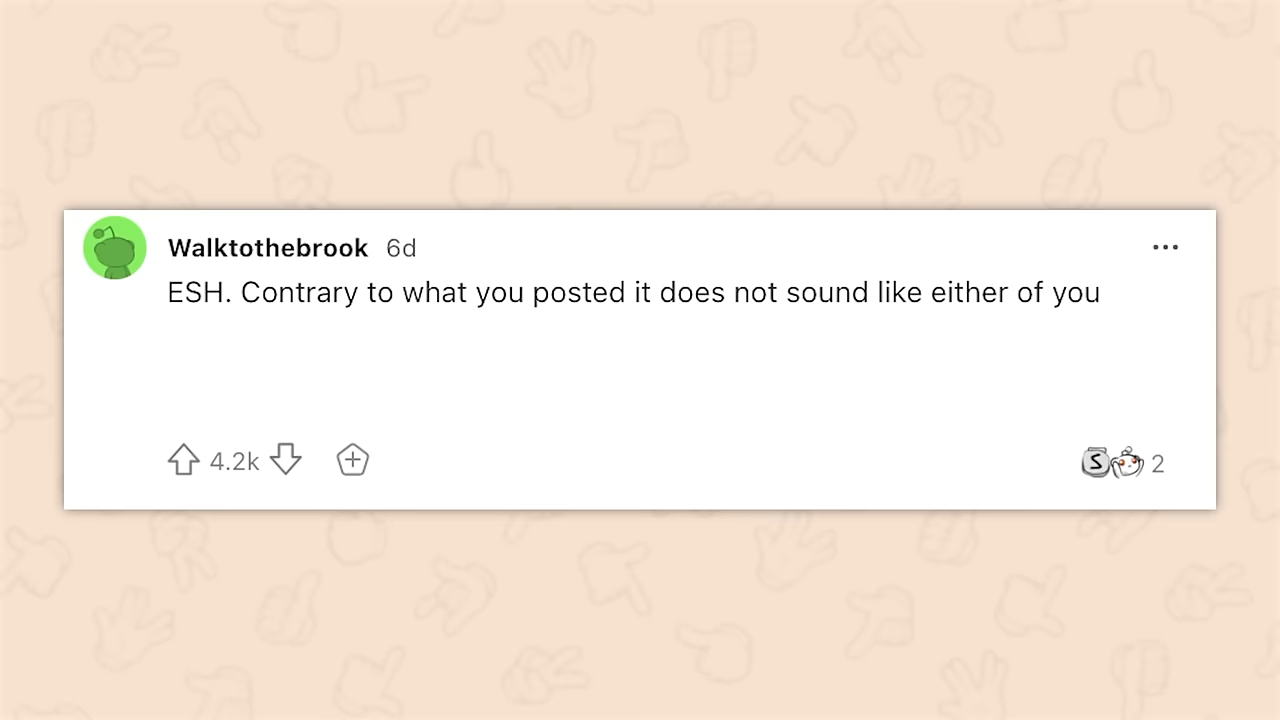 Walktothebrook 6d
ESH. Contrary to what you posted it does not sound like either of you
4.2k
S 2